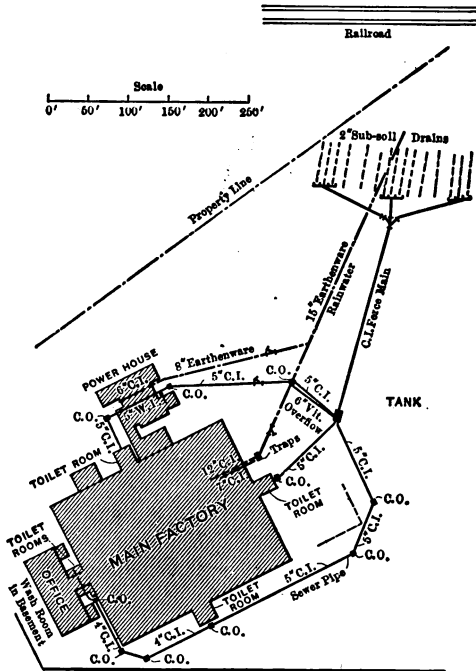 Railroad
Scale
0' 50' 100' 150' 200' 250'
2" Sub-soil Drains
Property Line
15" Earthenware
Rainwater
C.I. Force Main
8" Earthenware
POWER HOUSE
6" C.I.
5" C.I.
C.O.
5" C.I.
C.O.
C.O.
5" W.I.
5" C.I.
6" Vit.
Overflow
TANK
TOILET ROOM
Traps
12" C.I.
5" C.I.
5" C.I.
C.O.
TOILET
ROOM
MAIN FACTORY
C.O.
5" C.I.
TOILET
ROOMS
C.O.
OFFICE
Wash Room
in Basement
C.O.
TOILET
ROOM
5" C.I.
Sewer Pipe
4" C.I.
4" C.I.
C.O.
C.O.
C.O.